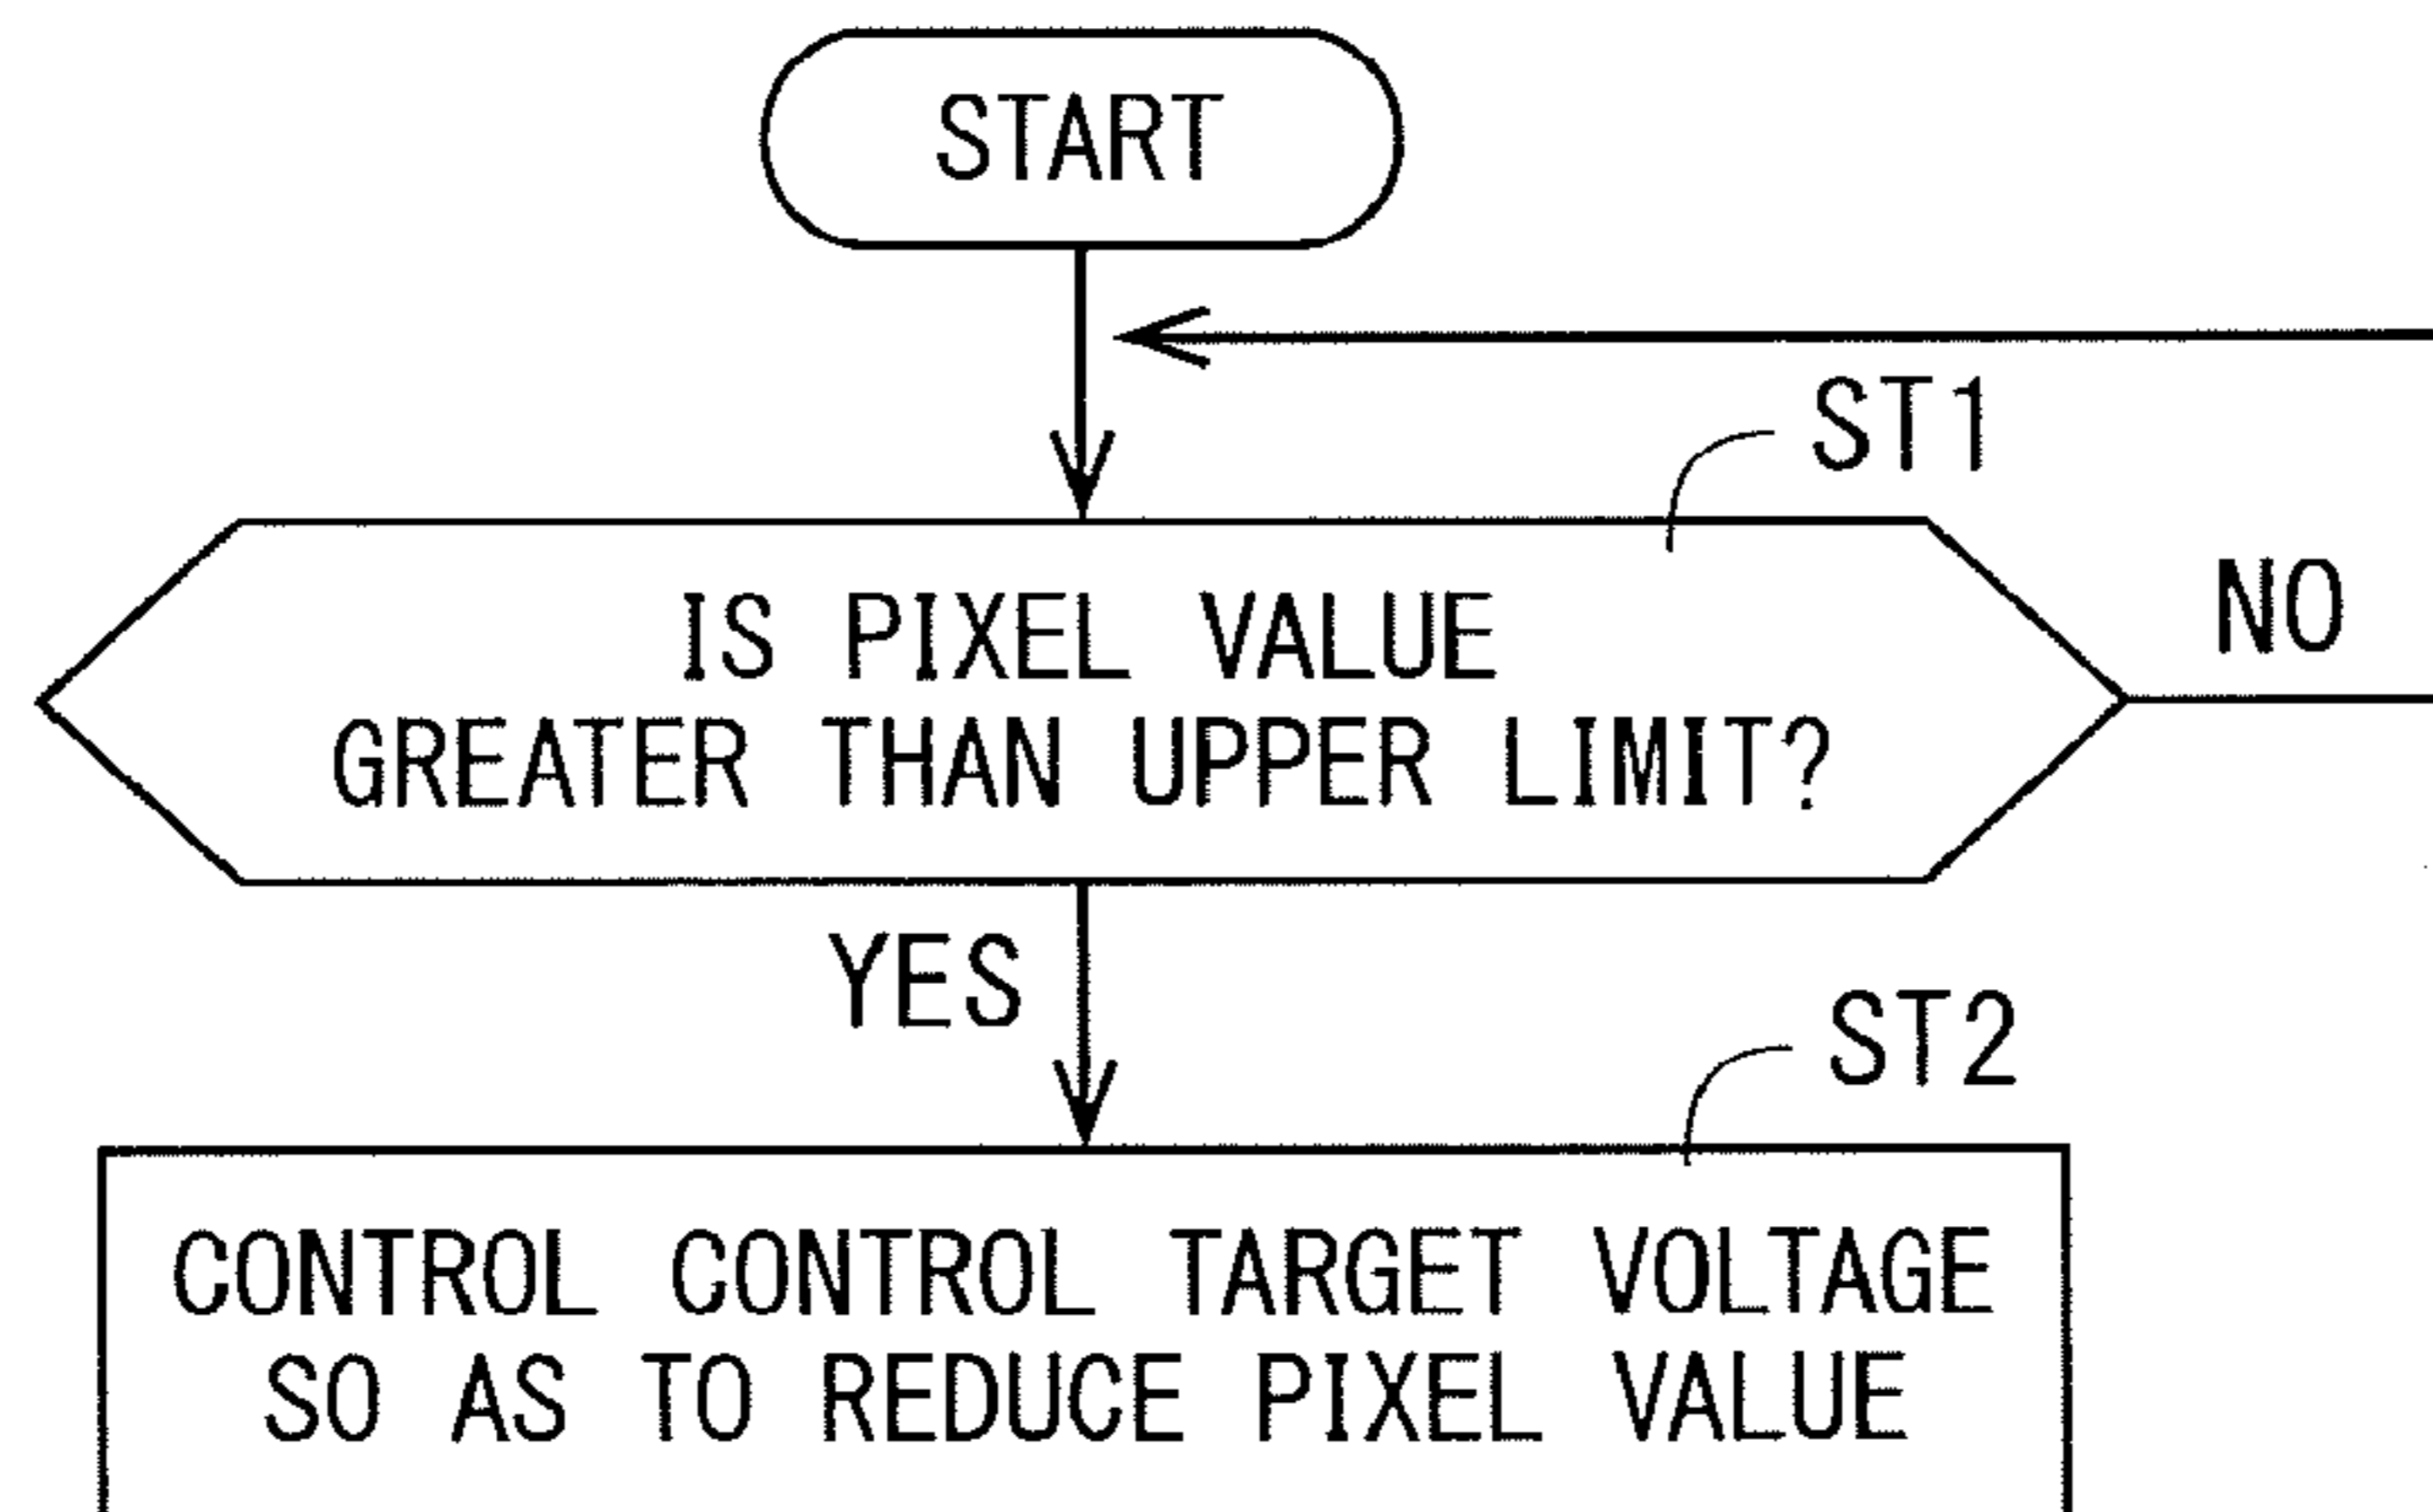 START
ST1
IS PIXEL VALUE
GREATER THAN UPPER LIMIT?
NO
YES
ST2
CONTROL CONTROL TARGET VOLTAGE
SO AS TO REDUCE PIXEL VALUE